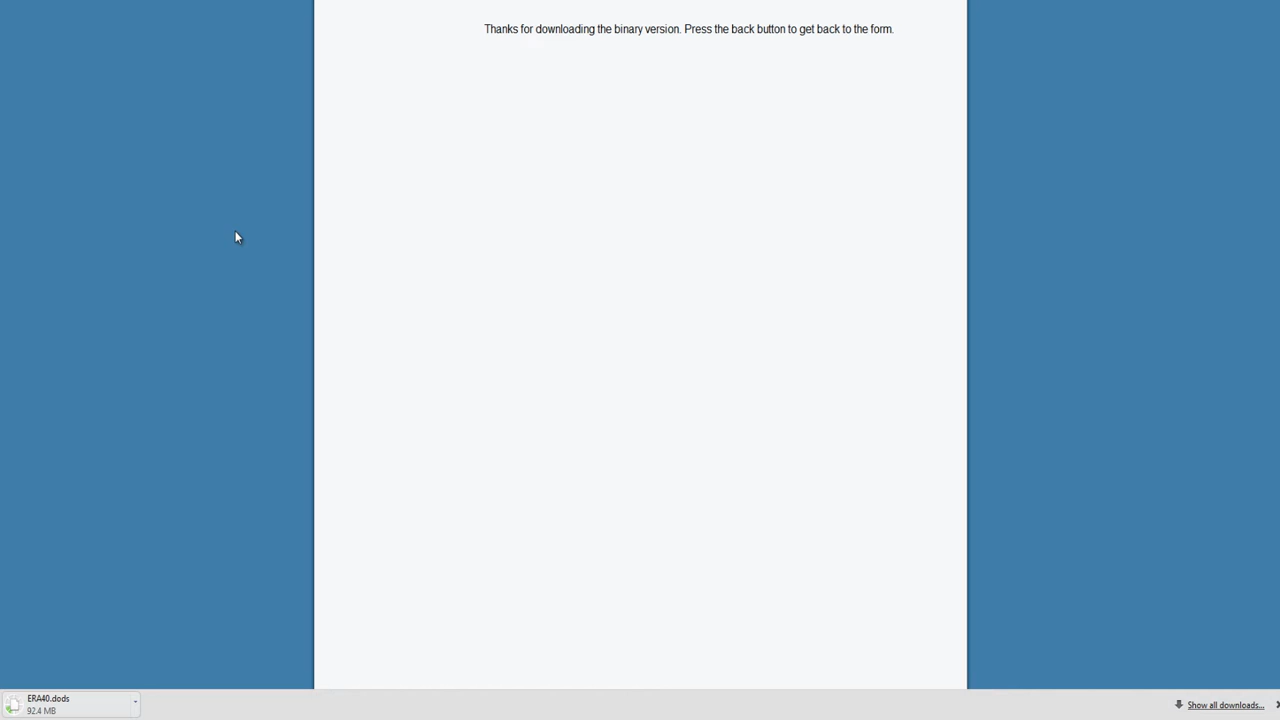 Thanks for downloading the binary version. Press the back button to get back to the form.
ERA40.dods
92.4 MB
Show all downloads...